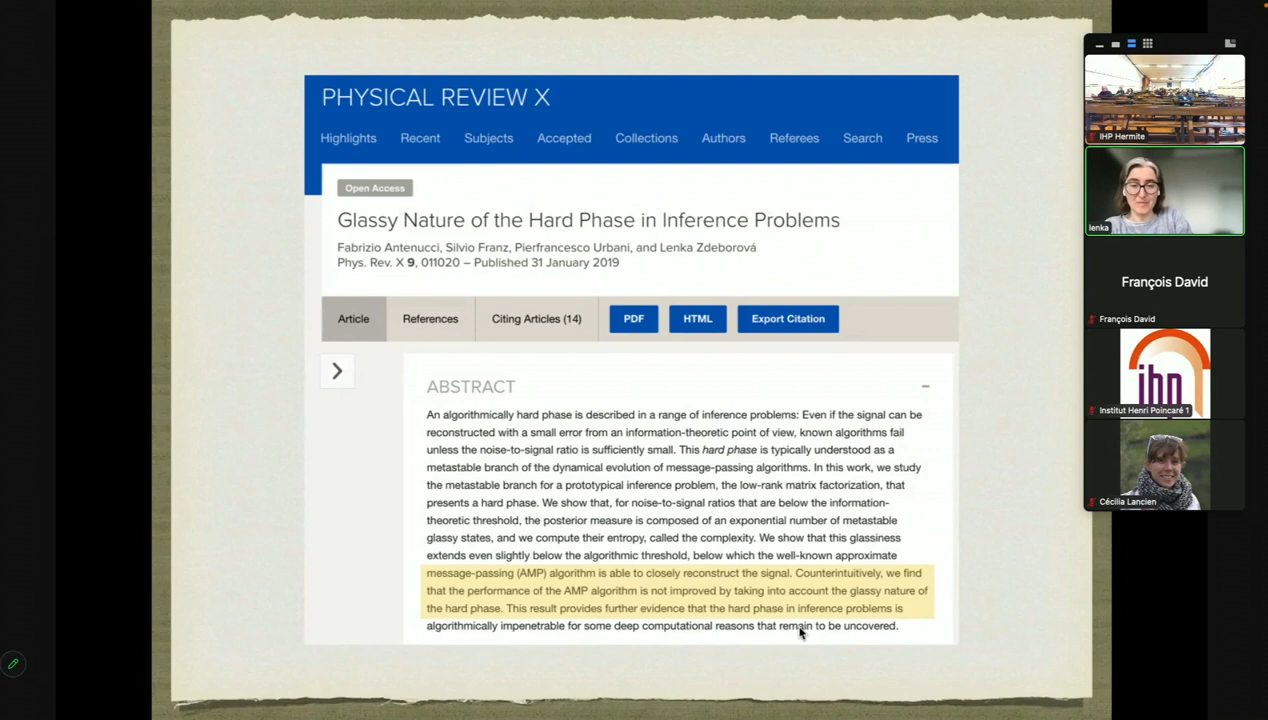 PHYSICAL REVIEW X
Highlights Recent Subjects Accepted Collections Authors Referees Search Press
Open Access
Glassy Nature of the Hard Phase in Inference Problems
Fabrizio Antenucci, Silvio Franz, Pierfrancesco Urbani, and Lenka Zdeborová
Phys. Rev. X 9, 011020 – Published 31 January 2019
Article References Citing Articles (14) PDF HTML Export Citation
ABSTRACT
An algorithmically hard phase is described in a range of inference problems: Even if the signal can be
reconstructed with a small error from an information-theoretic point of view, known algorithms fail
unless the noise-to-signal ratio is sufficiently small. This hard phase is typically understood as a
metastable branch of the dynamical evolution of message-passing algorithms. In this work, we study
the metastable branch for a prototypical inference problem, the low-rank matrix factorization, that
presents a hard phase. We show that, for noise-to-signal ratios that are below the information-
theoretic threshold, the posterior measure is composed of an exponential number of metastable
glassy states, and we compute their entropy, called the complexity. We show that this glassiness
extends even slightly below the algorithmic threshold, below which the well-known approximate
message-passing (AMP) algorithm is able to closely reconstruct the signal. Counterintuitively, we find
that the performance of the AMP algorithm is not improved by taking into account the glassy nature of
the hard phase. This result provides further evidence that the hard phase in inference problems is
algorithmically impenetrable for some deep computational reasons that remain to be uncovered.
IHP Hermite
lenka
François David
François David
ihp
Institut Henri Poincaré 1
Cécilia Lancien